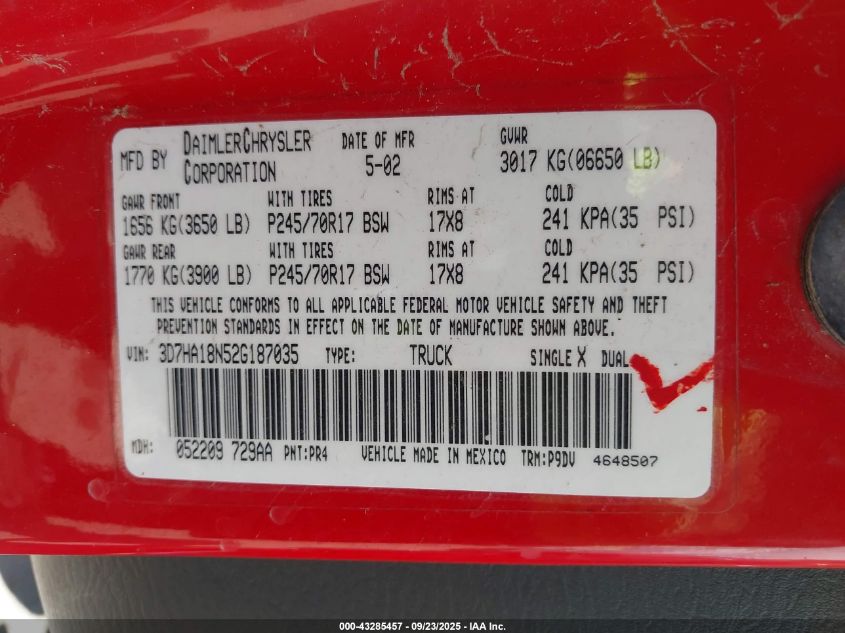 MFD BY DAIMLERCHRYSLER CORPORATION DATE OF MFR 5-02 GVWR 3017 KG(06650 LB)
GAWR FRONT WITH TIRES RIMS AT COLD
1656 KG(3650 LB) P245/70R17 BSW 17X8 241 KPA(35 PSI)
GAWR REAR WITH TIRES RIMS AT COLD
1770 KG(3900 LB) P245/70R17 BSW 17X8 241 KPA(35 PSI)
THIS VEHICLE CONFORMS TO ALL APPLICABLE FEDERAL MOTOR VEHICLE SAFETY AND THEFT
PREVENTION STANDARDS IN EFFECT ON THE DATE OF MANUFACTURE SHOWN ABOVE.
VIN: 3D7HA18N52G187035 TYPE: TRUCK SINGLE X DUAL
MDH: 052209 729AA PNT:PR4 VEHICLE MADE IN MEXICO TRM:P9DV 4648507
000-43285457 - 09/23/2025 - IAA Inc.